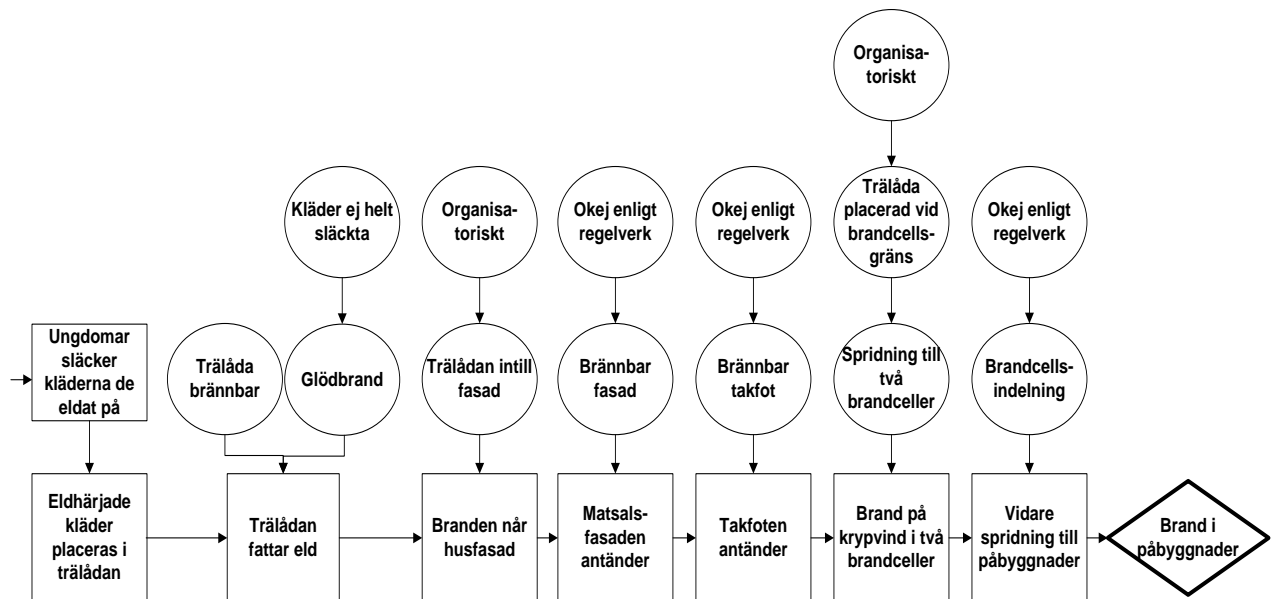 Organisa-
toriskt
Kläder ej helt
släckta
Organisa-
toriskt
Okej enligt
regelverk
Okej enligt
regelverk
Trälåda
placerad vid
brandcells-
gräns
Okej enligt
regelverk
Ungdomar
släcker
kläderna de
eldat på
Trälåda
brännbar
Glödbrand
Trälådan intill
fasad
Brännbar
fasad
Brännbar
takfot
Spridning till
två
brandceller
Brandcells-
indelning
Eldhärjade
kläder
placeras i
trälådan
Trälådan
fattar eld
Branden når
husfasad
Matsals-
fasaden
antänder
Takfoten
antänder
Brand på
krypvind i två
brandceller
Vidare
spridning till
påbyggnader
Brand i
påbyggnader